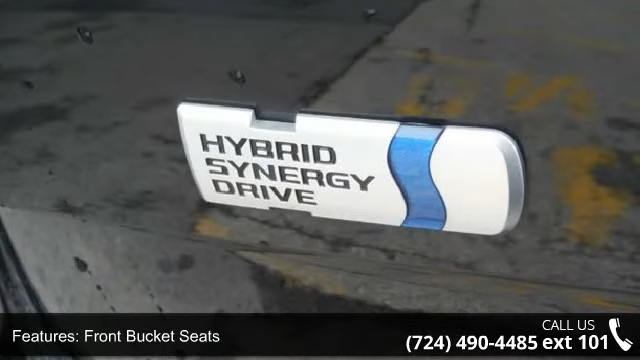 HYBRID
SYNERGY
DRIVE
Features: Front Bucket Seats
CALL US
(724) 490-4485 ext 101